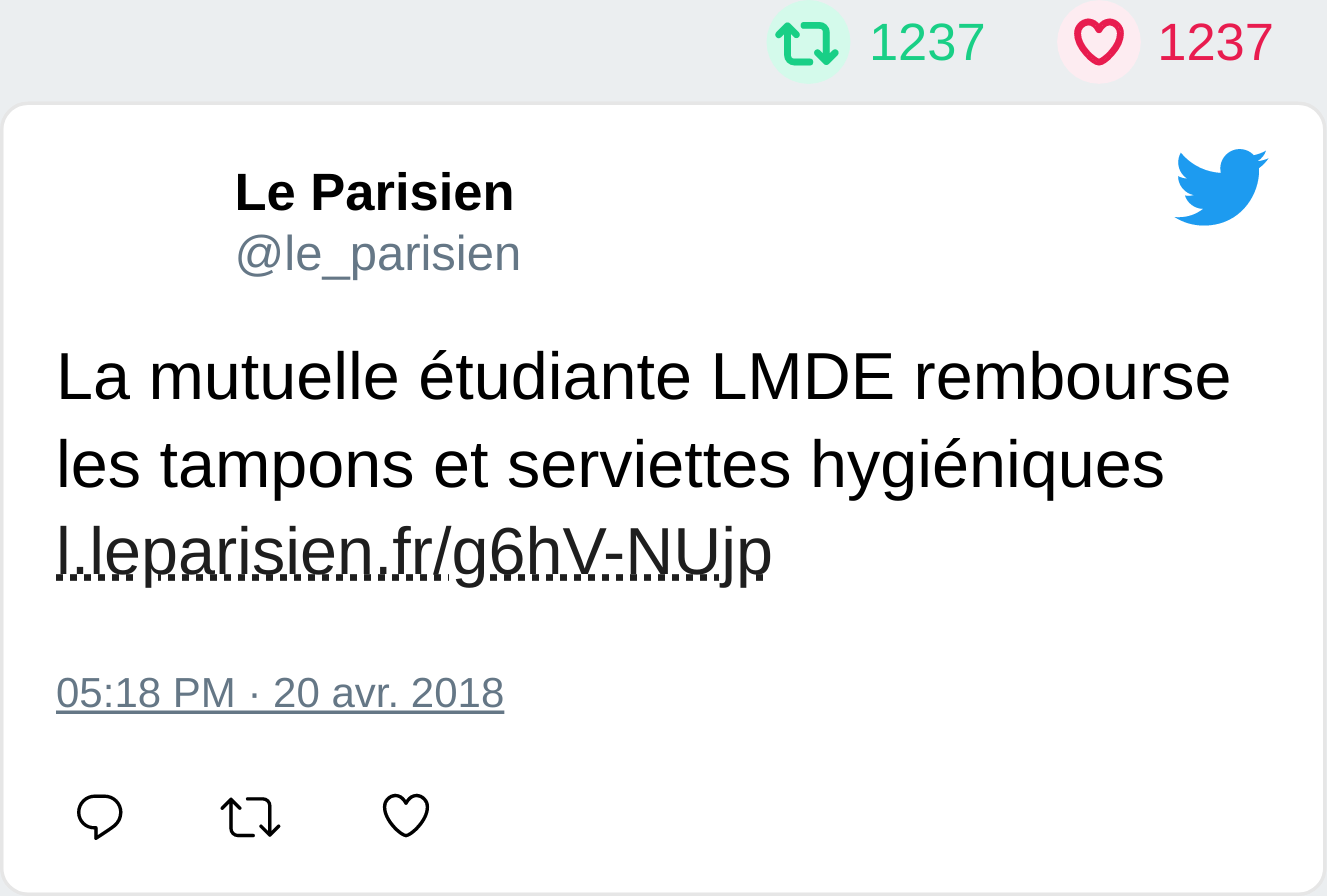 1237 1237
Le Parisien
@le_parisien
La mutuelle étudiante LMDE rembourse
les tampons et serviettes hygiéniques
l.leparisien.fr/g6hV-NUjp
05:18 PM · 20 avr. 2018